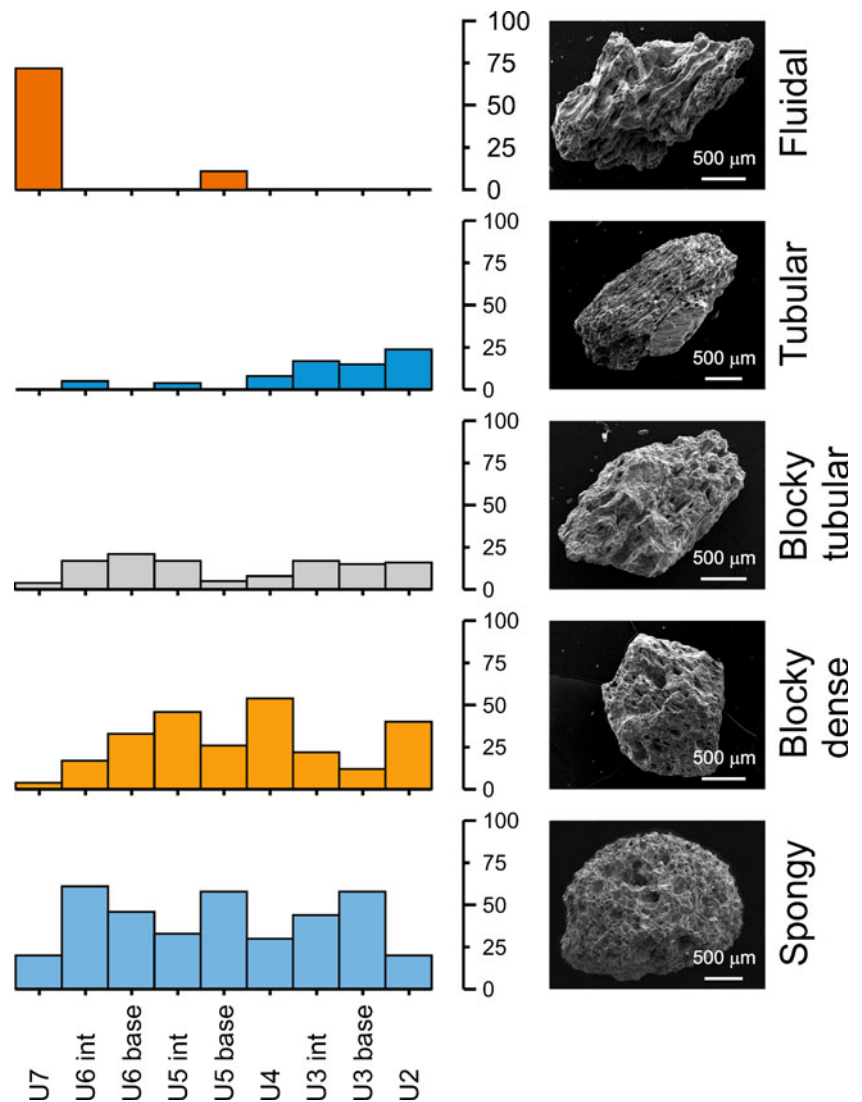 100
75
50
25
0
500 µm
Fluidal
100
75
50
25
0
500 µm
Tubular
100
75
50
25
0
500 µm
Blocky
tubular
100
75
50
25
0
500 µm
Blocky
dense
100
75
50
25
0
500 µm
Spongy
U7
U6 int
U6 base
U5 int
U5 base
U4
U3 int
U3 base
U2